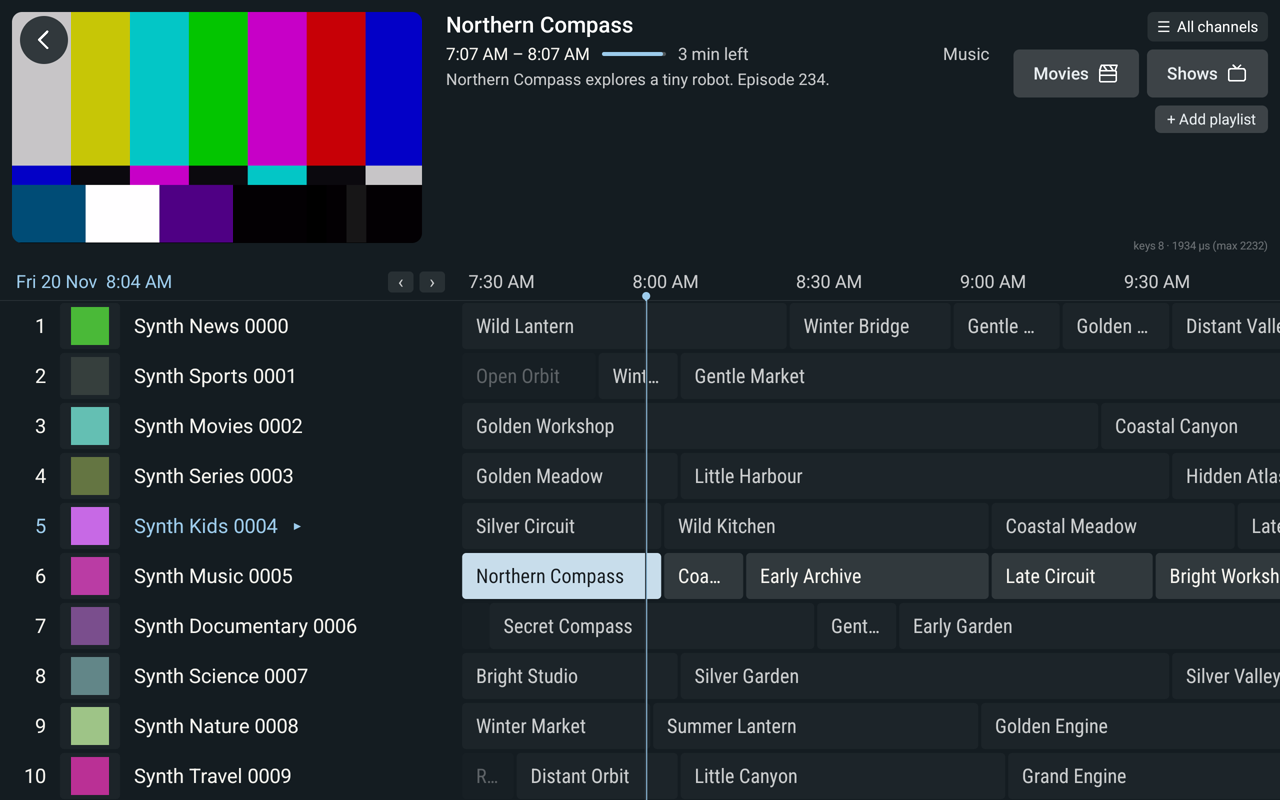 Northern Compass
7:07 AM – 8:07 AM 3 min left Music
Northern Compass explores a tiny robot. Episode 234.
All channels
Movies Shows
+ Add playlist
keys 8 · 1934 µs (max 2232)
Fri 20 Nov 8:04 AM ‹ › 7:30 AM 8:00 AM 8:30 AM 9:00 AM 9:30 AM
1 Synth News 0000 Wild Lantern Winter Bridge Gentle ... Golden ... Distant Valle
2 Synth Sports 0001 Open Orbit Wint... Gentle Market
3 Synth Movies 0002 Golden Workshop Coastal Canyon
4 Synth Series 0003 Golden Meadow Little Harbour Hidden Atlas
5 Synth Kids 0004 ► Silver Circuit Wild Kitchen Coastal Meadow Late
6 Synth Music 0005 Northern Compass Coa... Early Archive Late Circuit Bright Worksh
7 Synth Documentary 0006 Secret Compass Gent... Early Garden
8 Synth Science 0007 Bright Studio Silver Garden Silver Valley
9 Synth Nature 0008 Winter Market Summer Lantern Golden Engine
10 Synth Travel 0009 R... Distant Orbit Little Canyon Grand Engine